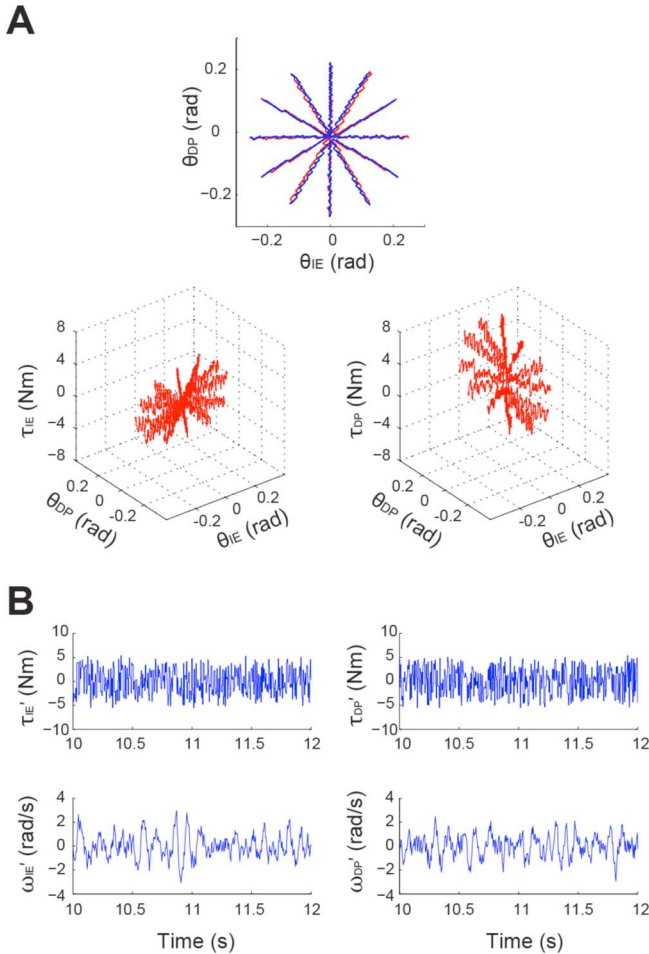 A
0.2
0
−0.2
θDP (rad)
−0.2 0 0.2
θIE (rad)
8
4
0
−4
−8
τIE (Nm)
0.2
0
-0.2
θDP (rad)
-0.2
0
0.2
θIE (rad)
8
4
0
−4
−8
τDP (Nm)
0.2
0
-0.2
θDP (rad)
-0.2
0
0.2
θIE (rad)
B
10
5
0
−5
−10
τIE′ (Nm)
10 10.5 11 11.5 12
10
5
0
−5
−10
τDP′ (Nm)
10 10.5 11 11.5 12
4
2
0
−2
−4
ωIE′ (rad/s)
10 10.5 11 11.5 12
Time (s)
4
2
0
−2
−4
ωDP′ (rad/s)
10 10.5 11 11.5 12
Time (s)